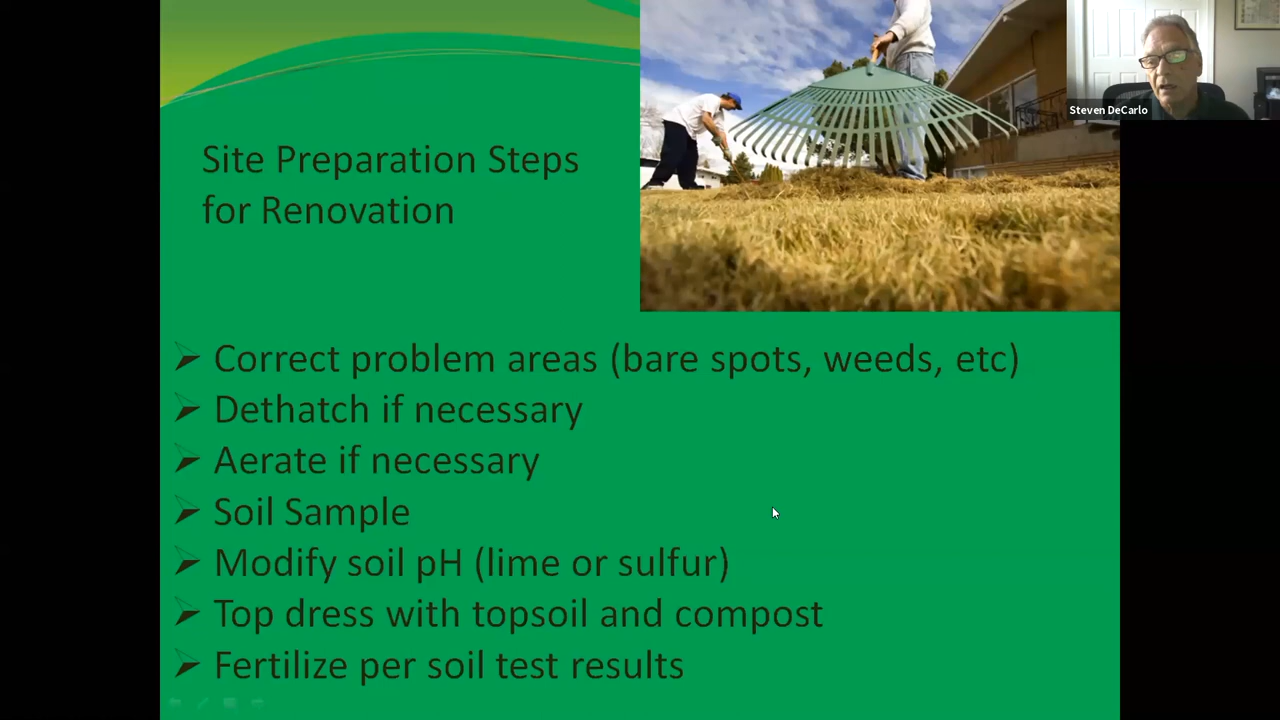 Steven DeCarlo
Site Preparation Steps
for Renovation
➢ Correct problem areas (bare spots, weeds, etc)
➢ Dethatch if necessary
➢ Aerate if necessary
➢ Soil Sample
➢ Modify soil pH (lime or sulfur)
➢ Top dress with topsoil and compost
➢ Fertilize per soil test results